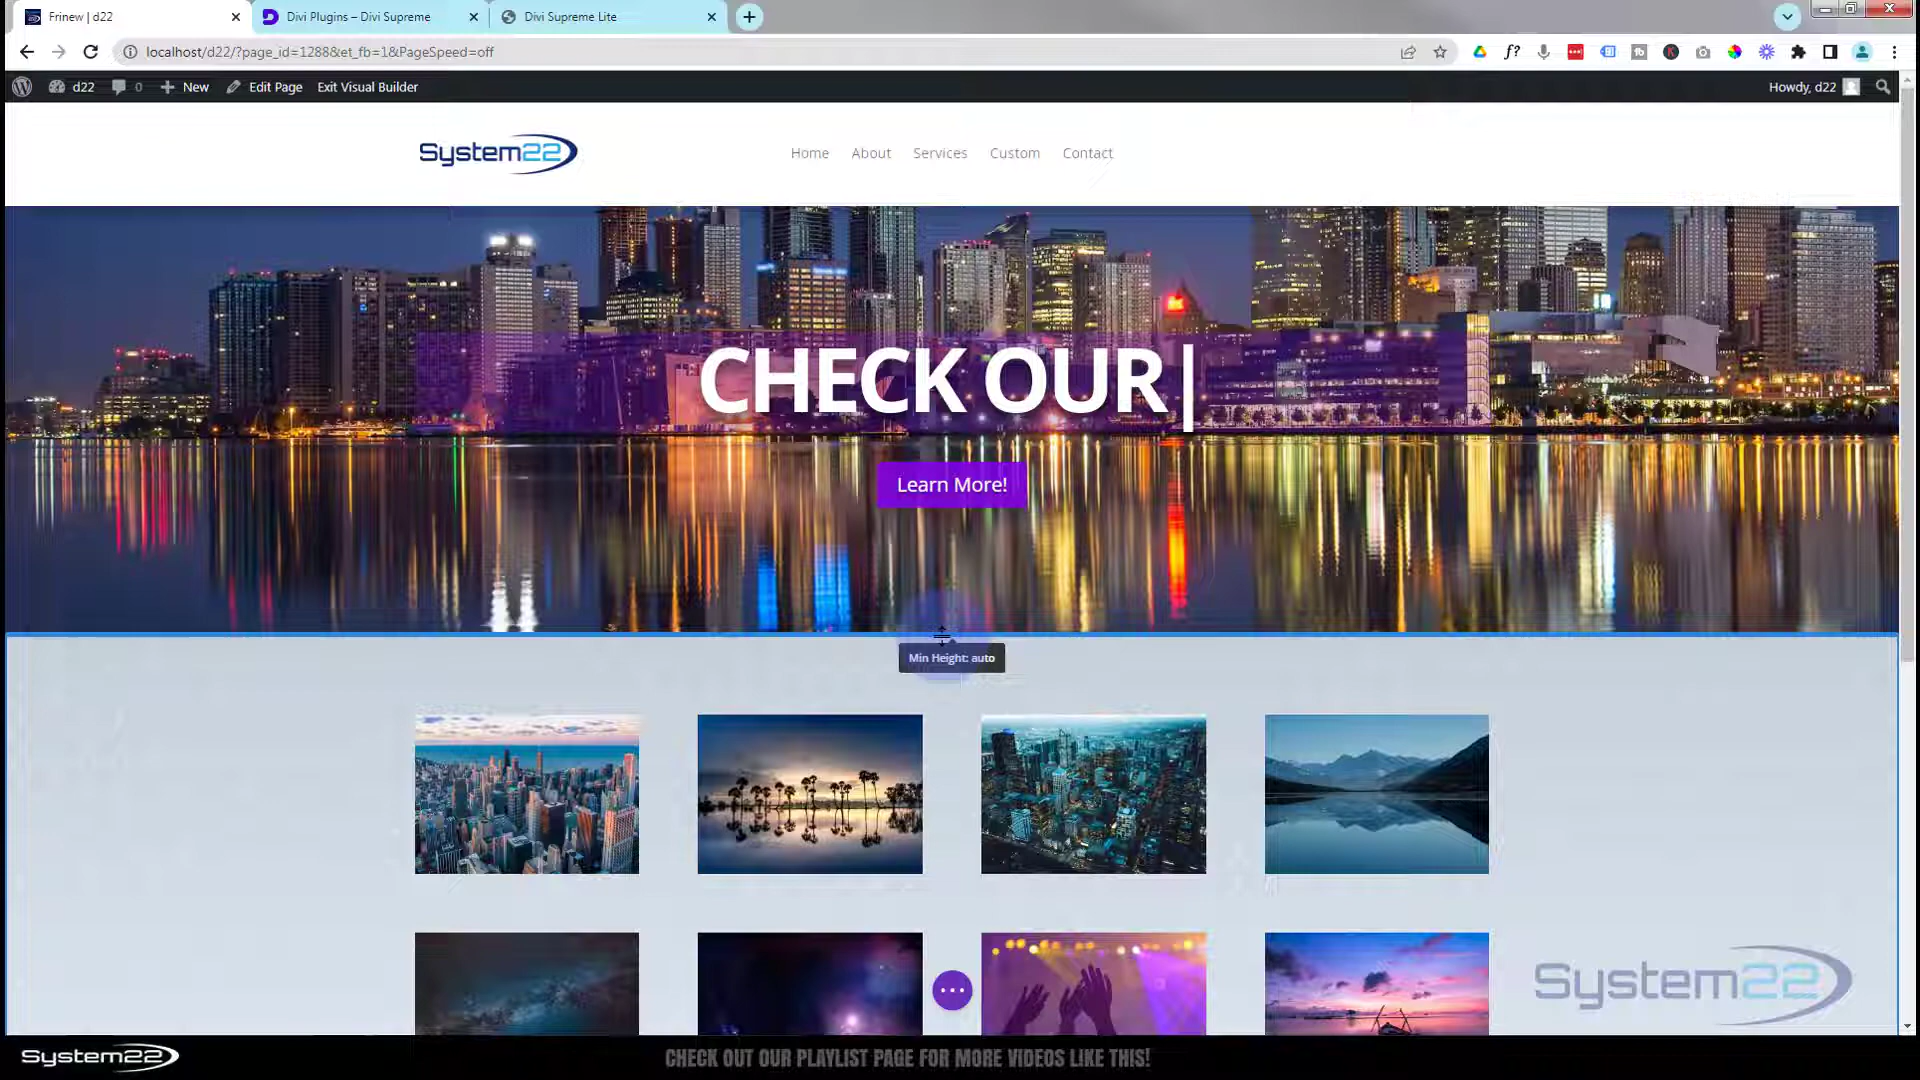 Frinew | d22
Divi Plugins – Divi Supreme
Divi Supreme Lite
localhost/d22/?page_id=1288&et_fb=1&PageSpeed=off
d22
0
New
Edit Page
Exit Visual Builder
Howdy, d22
System22
Home
About
Services
Custom
Contact
CHECK OUR|
Learn More!
Min Height: auto
System22
System22
CHECK OUT OUR PLAYLIST PAGE FOR MORE VIDEOS LIKE THIS!